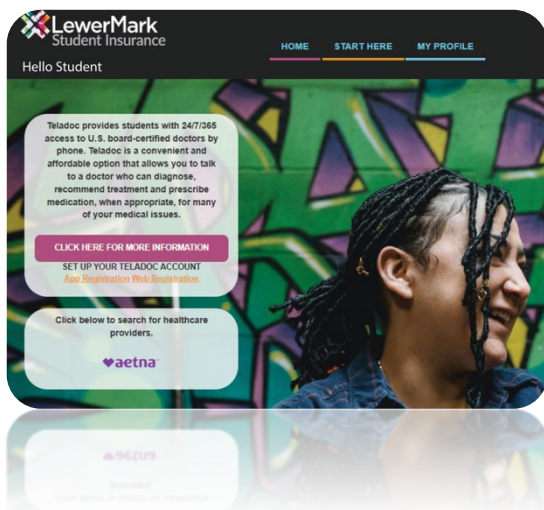 LewerMark
Student Insurance
HOME START HERE MY PROFILE
Hello Student
Teladoc provides students with 24/7/365
access to U.S. board-certified doctors by
phone. Teladoc is a convenient and
affordable option that allows you to talk
to a doctor who can diagnose,
recommend treatment and prescribe
medication, when appropriate, for many
of your medical issues.
CLICK HERE FOR MORE INFORMATION
SET UP YOUR TELADOC ACCOUNT
App Registration Web Registration
Click below to search for healthcare
providers.
aetna